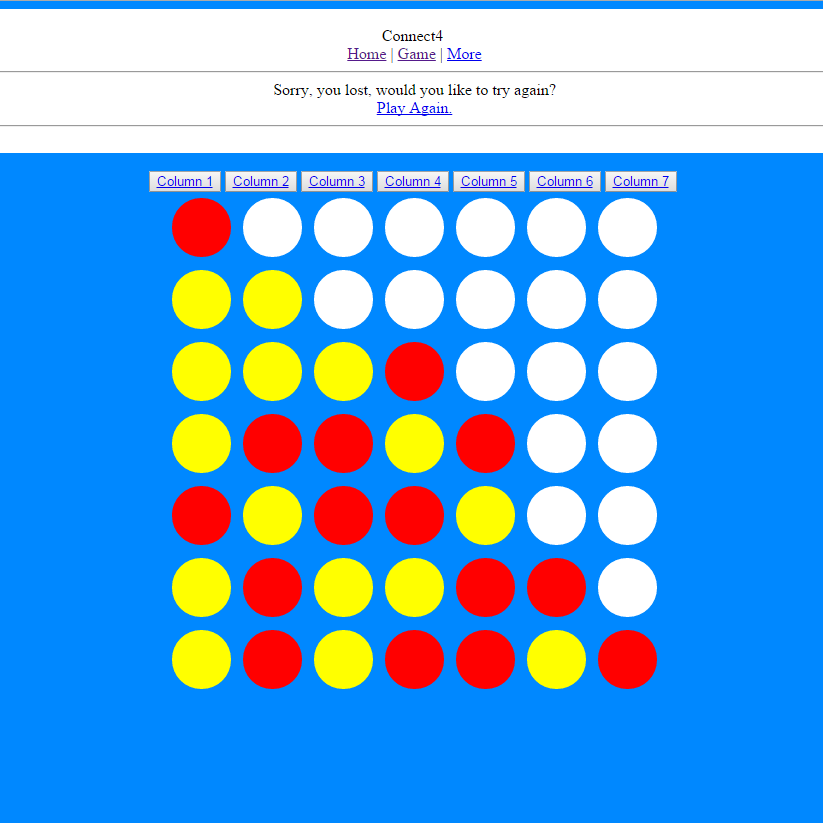 Connect4
Home | Game | More
Sorry, you lost, would you like to try again?
Play Again.
Column 1 Column 2 Column 3 Column 4 Column 5 Column 6 Column 7